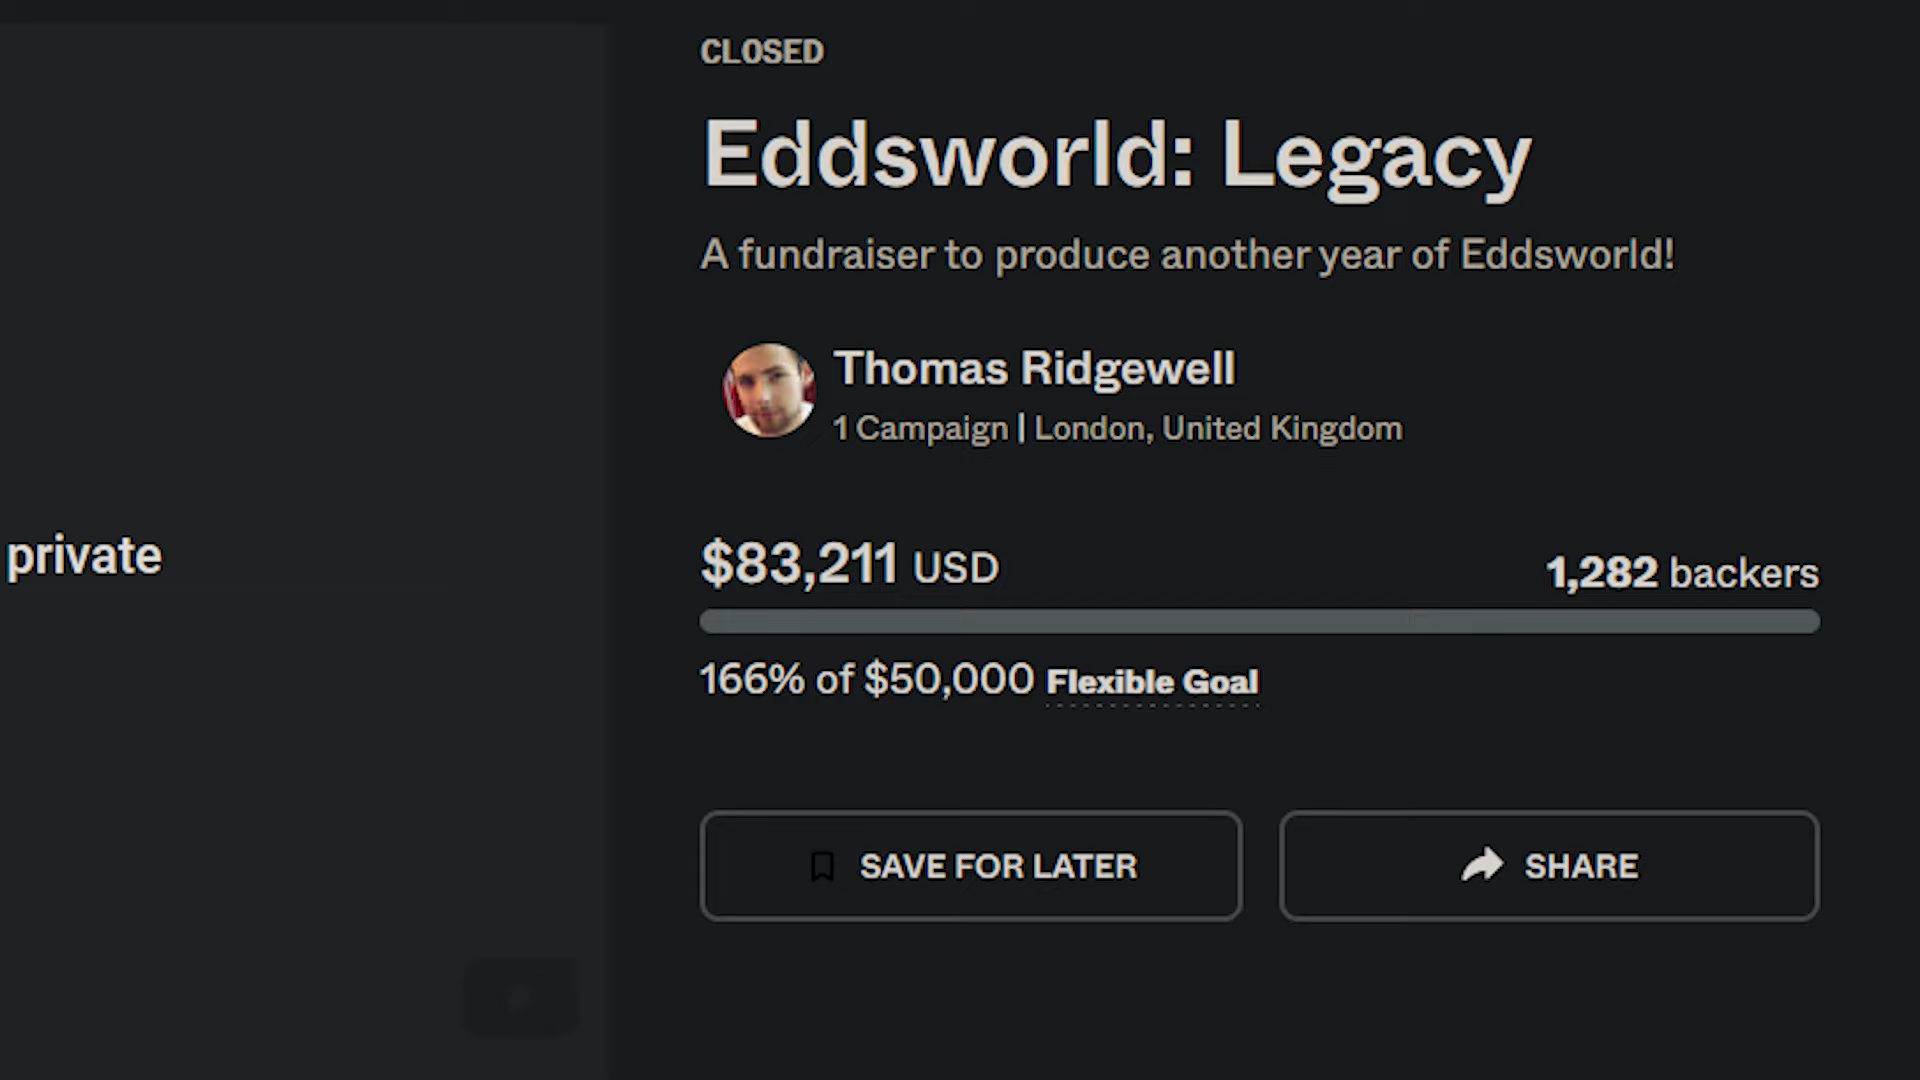 CLOSED
Eddsworld: Legacy
A fundraiser to produce another year of Eddsworld!
Thomas Ridgewell
1 Campaign | London, United Kingdom
private
$83,211 USD
1,282 backers
166% of $50,000 Flexible Goal
SAVE FOR LATER
SHARE